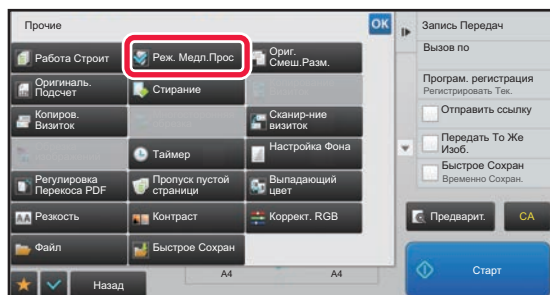 Прочие
OK
Работа Строит
Реж. Медл.Прос
Ориг.
Смеш.Разм.
Оригиналь.
Подсчет
Стирание
Копиров.
Визиток
Сканир-ние
визиток
Таймер
Настройка Фона
Регулировка
Перекоса PDF
Пропуск пустой
страници
Выпадающий
цвет
Резкость
Контраст
Коррект. RGB
Файл
Быстрое Сохран
Назад
A4
A4
Запись Передач
Вызов по
Програм. регистрация
Регистрировать Тек.
Отправить ссылку
Передать То Же
Изоб.
Быстрое Сохран
Временно Сохран.
Предварит.
CA
Старт